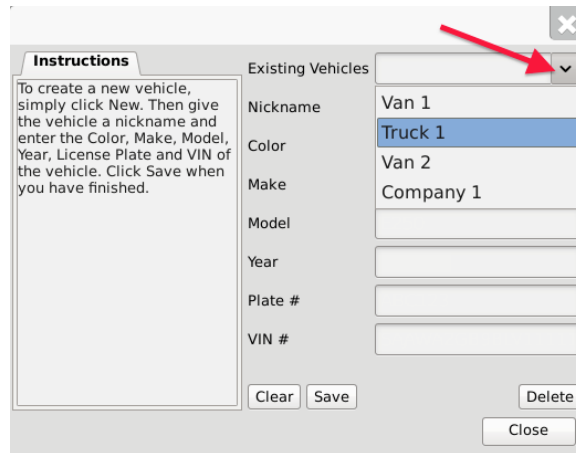 Instructions
To create a new vehicle,
simply click New. Then give
the vehicle a nickname and
enter the Color, Make, Model,
Year, License Plate and VIN of
the vehicle. Click Save when
you have finished.
Existing Vehicles
Nickname
Color
Make
Model
Year
Plate #
VIN #
Van 1
Truck 1
Van 2
Company 1
Clear
Save
Delete
Close